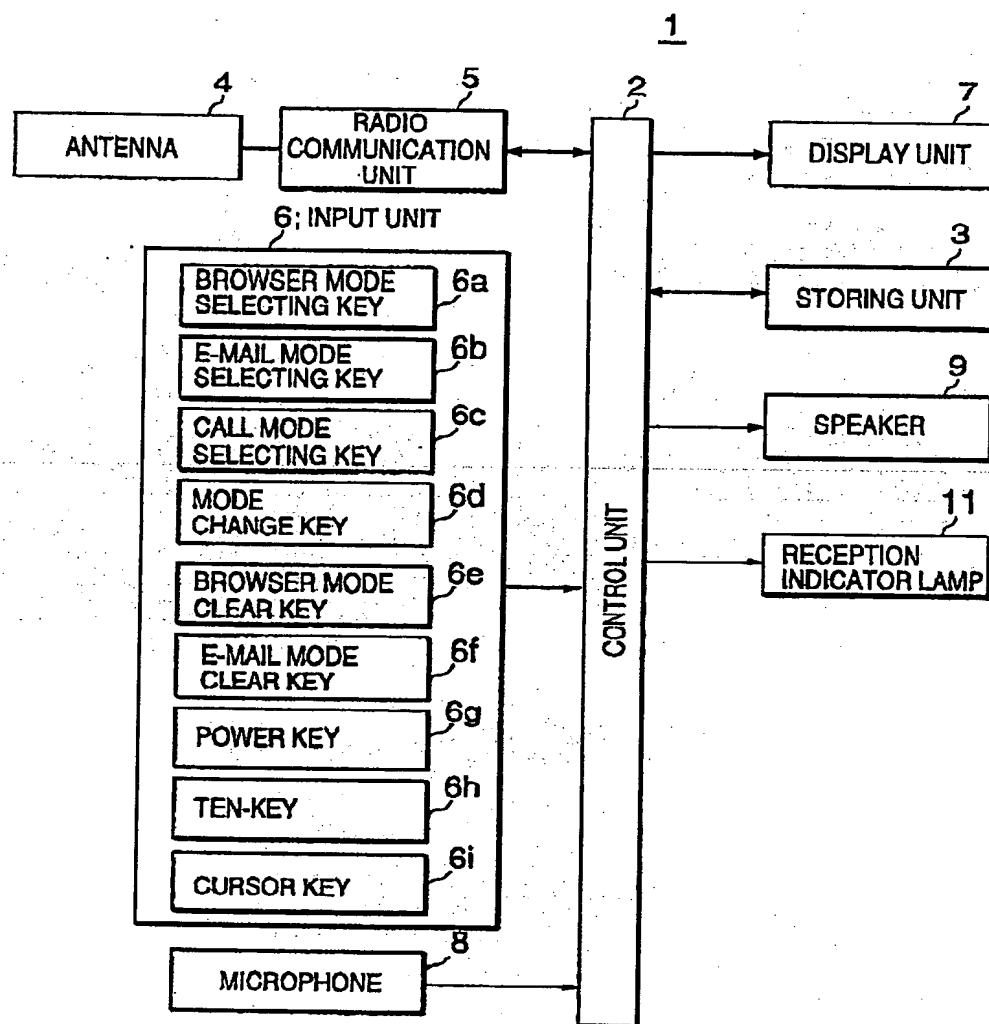 1
4
5
2
7
ANTENNA
RADIO
COMMUNICATION
UNIT
DISPLAY UNIT
6; INPUT UNIT
3
STORING UNIT
BROWSER MODE
SELECTING KEY
6a
E-MAIL MODE
SELECTING KEY
6b
9
SPEAKER
CALL MODE
SELECTING KEY
6c
MODE
CHANGE KEY
6d
11
RECEPTION
INDICATOR LAMP
BROWSER MODE
CLEAR KEY
6e
CONTROL UNIT
E-MAIL MODE
CLEAR KEY
6f
POWER KEY
6g
TEN-KEY
6h
CURSOR KEY
6i
8
MICROPHONE